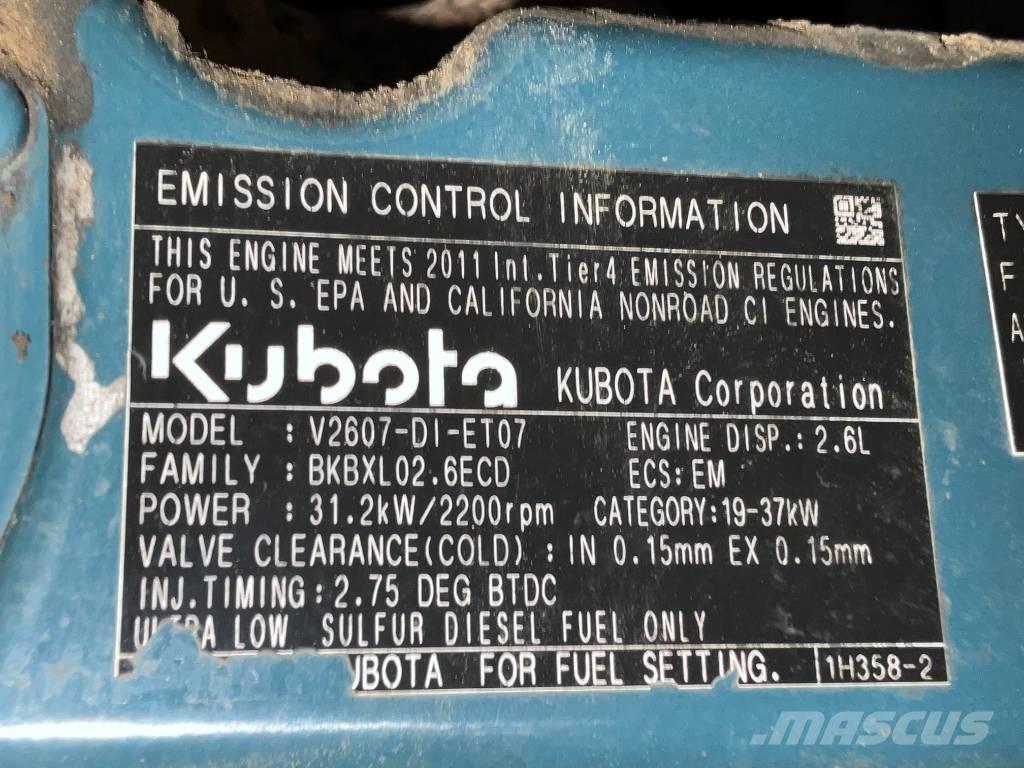 EMISSION CONTROL INFORMATION
THIS ENGINE MEETS 2011 Int.Tier4 EMISSION REGULATIONS
FOR U. S. EPA AND CALIFORNIA NONROAD CI ENGINES.
Kubota KUBOTA Corporation
MODEL : V2607-DI-ET07 ENGINE DISP.: 2.6L
FAMILY : BKBXL02.6ECD ECS: EM
POWER : 31.2kW/2200rpm CATEGORY:19-37kW
VALVE CLEARANCE(COLD) : IN 0.15mm EX 0.15mm
INJ.TIMING : 2.75 DEG BTDC
ULTRA LOW SULFUR DIESEL FUEL ONLY
UBOTA FOR FUEL SETTING. 1H358-2
TY
F
A
MASCUS